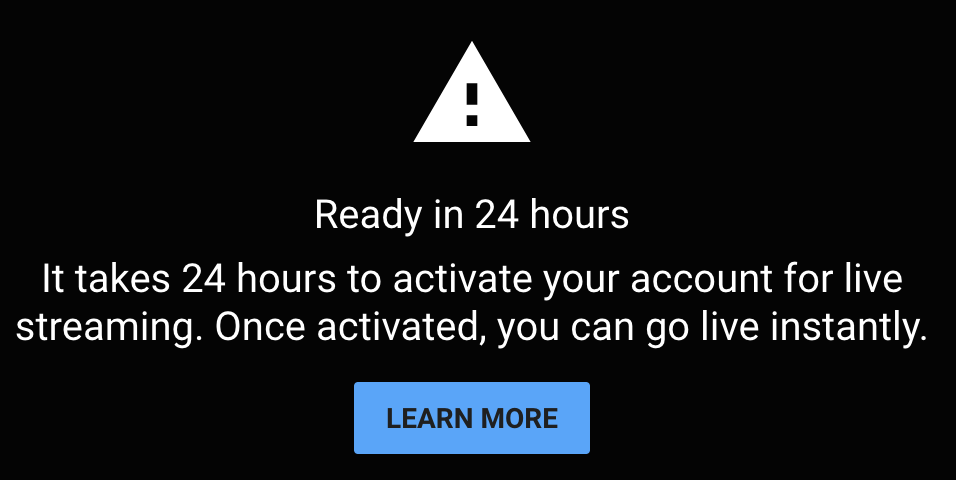 Ready in 24 hours
It takes 24 hours to activate your account for live
streaming. Once activated, you can go live instantly.
LEARN MORE